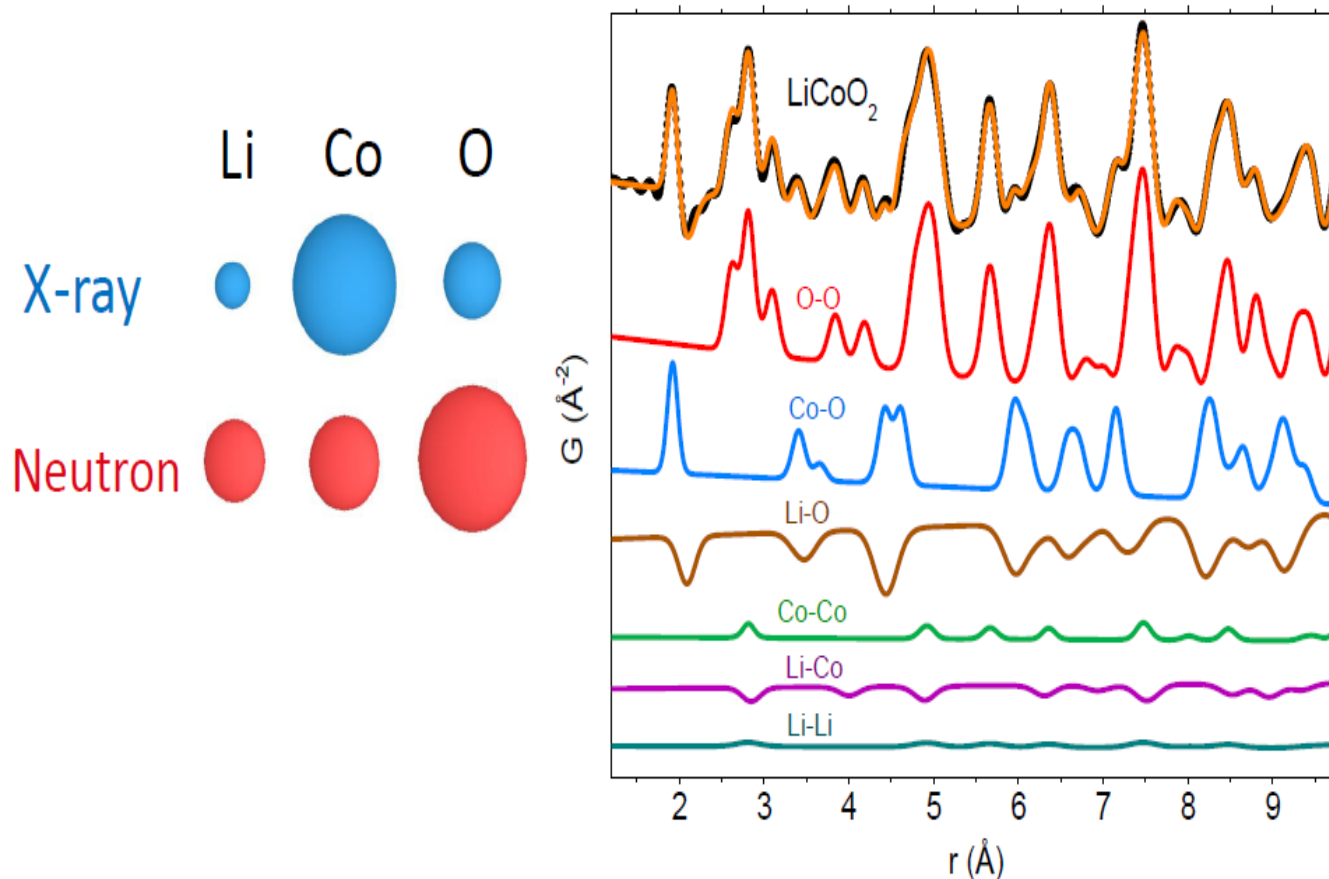 Li Co O
X-ray
Neutron
LiCoO₂
O-O
Co-O
Li-O
Co-Co
Li-Co
Li-Li
G (Å⁻²)
2 3 4 5 6 7 8 9
r (Å)